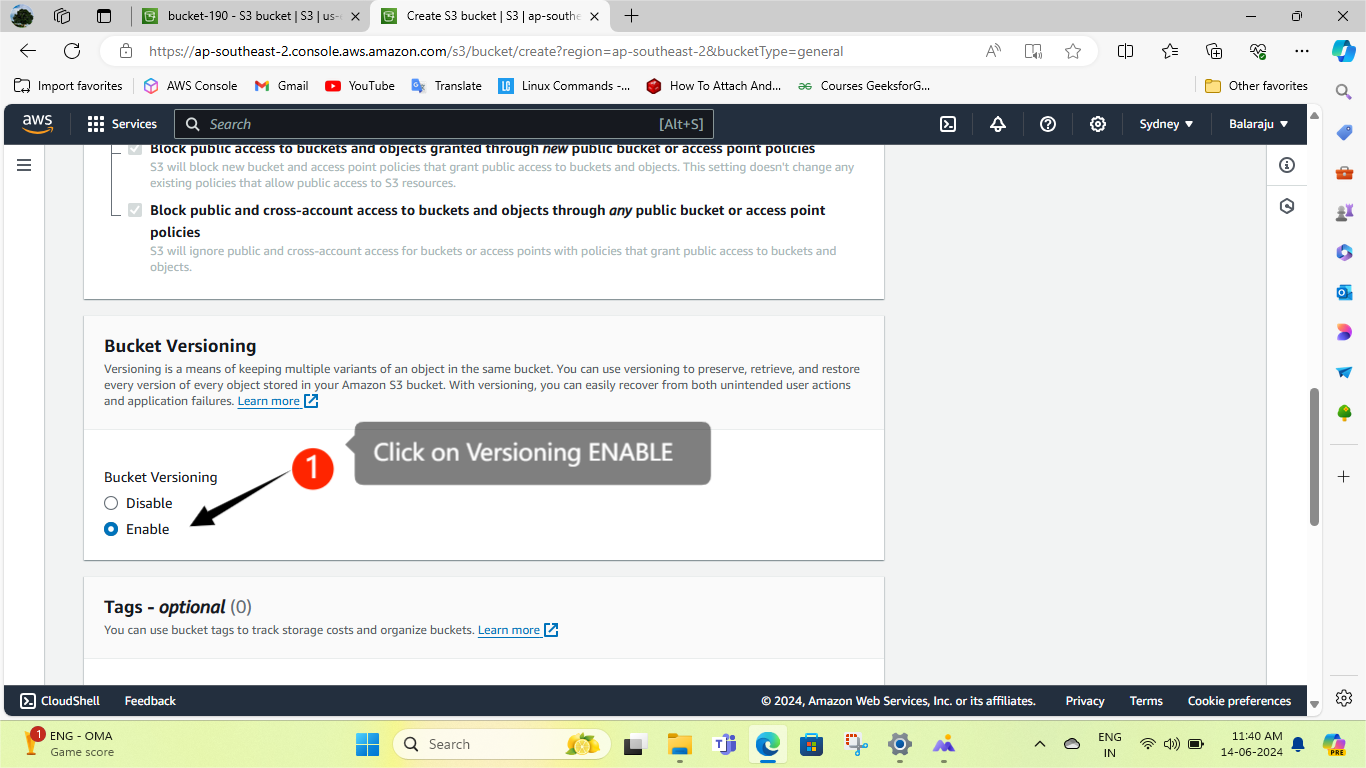 bucket-190 - S3 bucket | S3 | us-
Create S3 bucket | S3 | ap-southe
https://ap-southeast-2.console.aws.amazon.com/s3/bucket/create?region=ap-southeast-2&bucketType=general
Import favorites
AWS Console
Gmail
YouTube
Translate
LC
Linux Commands -...
How To Attach And...
Courses GeeksforG...
Other favorites
aws
Services
Search
[Alt+S]
Sydney
Balaraju
Block public access to buckets and objects granted through new public bucket or access point policies
S3 will block new bucket and access point policies that grant public access to buckets and objects. This setting doesn't change any
existing policies that allow public access to S3 resources.
Block public and cross-account access to buckets and objects through any public bucket or access point
policies
S3 will ignore public and cross-account access for buckets or access points with policies that grant public access to buckets and
objects.
Bucket Versioning
Versioning is a means of keeping multiple variants of an object in the same bucket. You can use versioning to preserve, retrieve, and restore
every version of every object stored in your Amazon S3 bucket. With versioning, you can easily recover from both unintended user actions
and application failures. Learn more
Click on Versioning ENABLE
1
Bucket Versioning
Disable
Enable
Tags - optional (0)
You can use bucket tags to track storage costs and organize buckets. Learn more
CloudShell
Feedback
© 2024, Amazon Web Services, Inc. or its affiliates.
Privacy
Terms
Cookie preferences
1
ENG - OMA
Game score
Search
ENG
IN
11:40 AM
14-06-2024
PRE